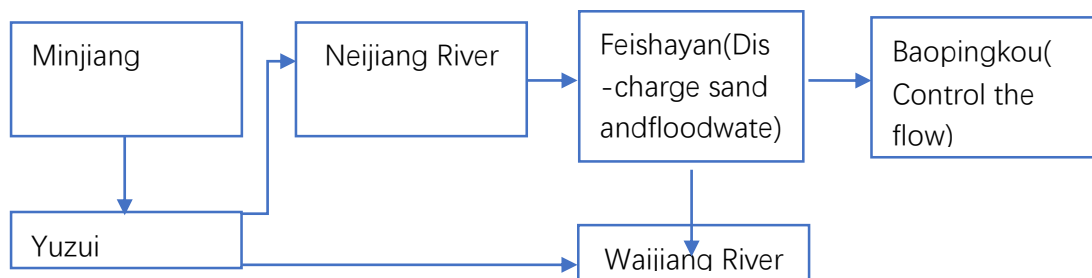 Minjiang
Neijiang River
Feishayan(Dis
-charge sand
andfloodwate)
Baopingkou(
Control the
flow)
Yuzui
Waijiang River